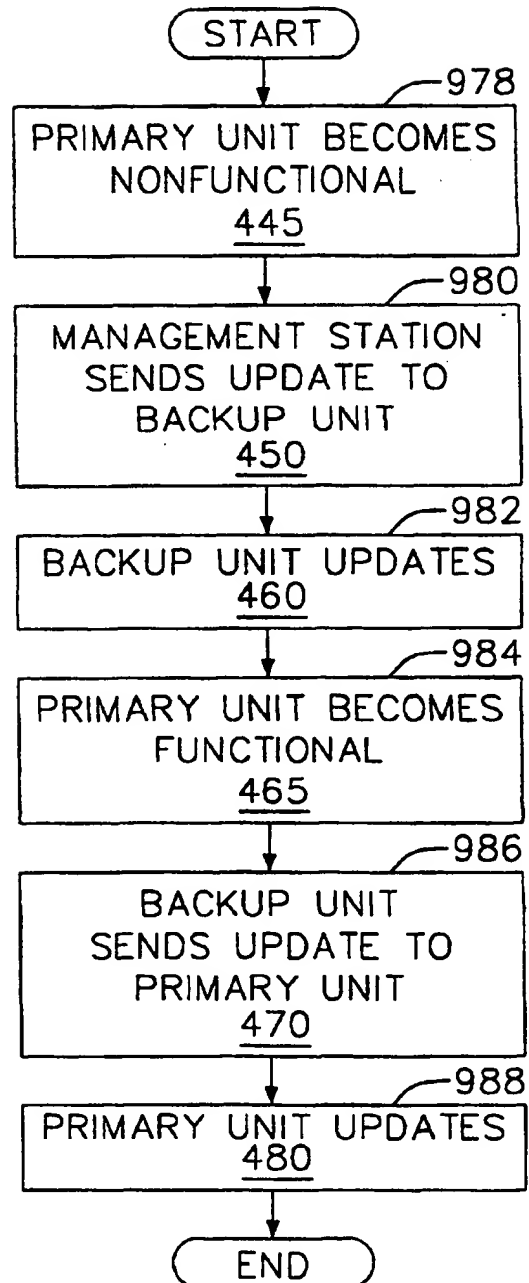 START
978
PRIMARY UNIT BECOMES
NONFUNCTIONAL
445
980
MANAGEMENT STATION
SENDS UPDATE TO
BACKUP UNIT
450
982
BACKUP UNIT UPDATES
460
984
PRIMARY UNIT BECOMES
FUNCTIONAL
465
986
BACKUP UNIT
SENDS UPDATE TO
PRIMARY UNIT
470
988
PRIMARY UNIT UPDATES
480
END